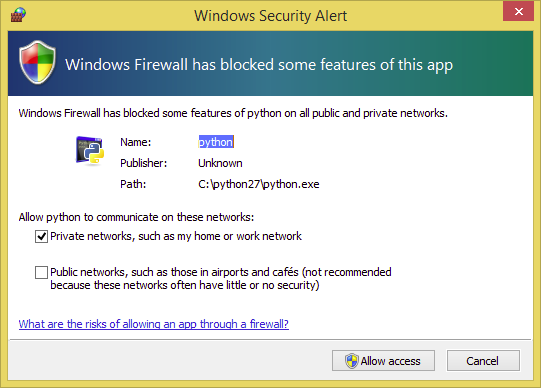 Windows Security Alert
Windows Firewall has blocked some features of this app
Windows Firewall has blocked some features of python on all public and private networks.
Name: python
Publisher: Unknown
Path: C:\python27\python.exe
Allow python to communicate on these networks:
Private networks, such as my home or work network
Public networks, such as those in airports and cafés (not recommended
because these networks often have little or no security)
What are the risks of allowing an app through a firewall?
Allow access Cancel